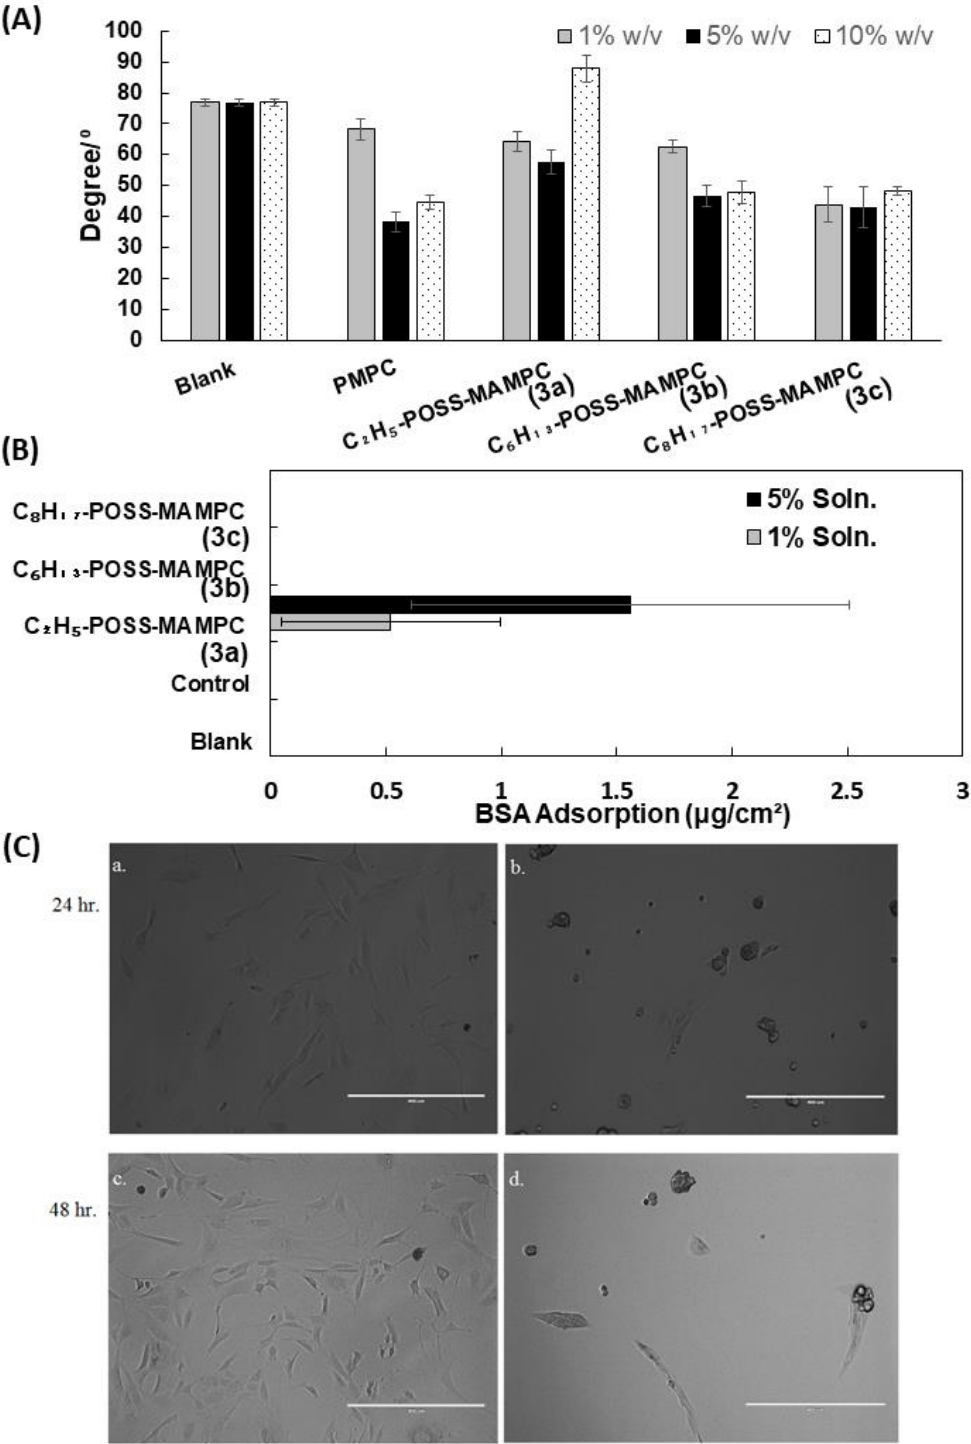 (A)
1% w/v 5% w/v 10% w/v
100
90
80
70
60
50
40
30
20
10
0
Degree/°
Blank
PMPC
C₂H₅-POSS-MAMPC
(3a)
C₆H₁₃-POSS-MAMPC
(3b)
C₈H₁₇-POSS-MAMPC
(3c)
(B)
5% Soln.
1% Soln.
C₈H₁₇-POSS-MAMPC
(3c)
C₆H₁₃-POSS-MAMPC
(3b)
C₂H₅-POSS-MAMPC
(3a)
Control
Blank
0 0.5 1 1.5 2 2.5 3
BSA Adsorption (µg/cm²)
(C)
24 hr.
a.
b.
48 hr.
c.
d.